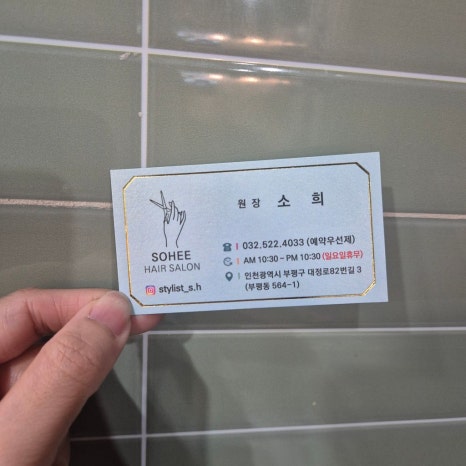 원장 소희
SOHEE
HAIR SALON
stylist_s.h
032.522.4033 (예약우선제)
AM 10:30 ~ PM 10:30 (일요일휴무)
인천광역시 부평구 대정로82번길 3
(부평동 564-1)